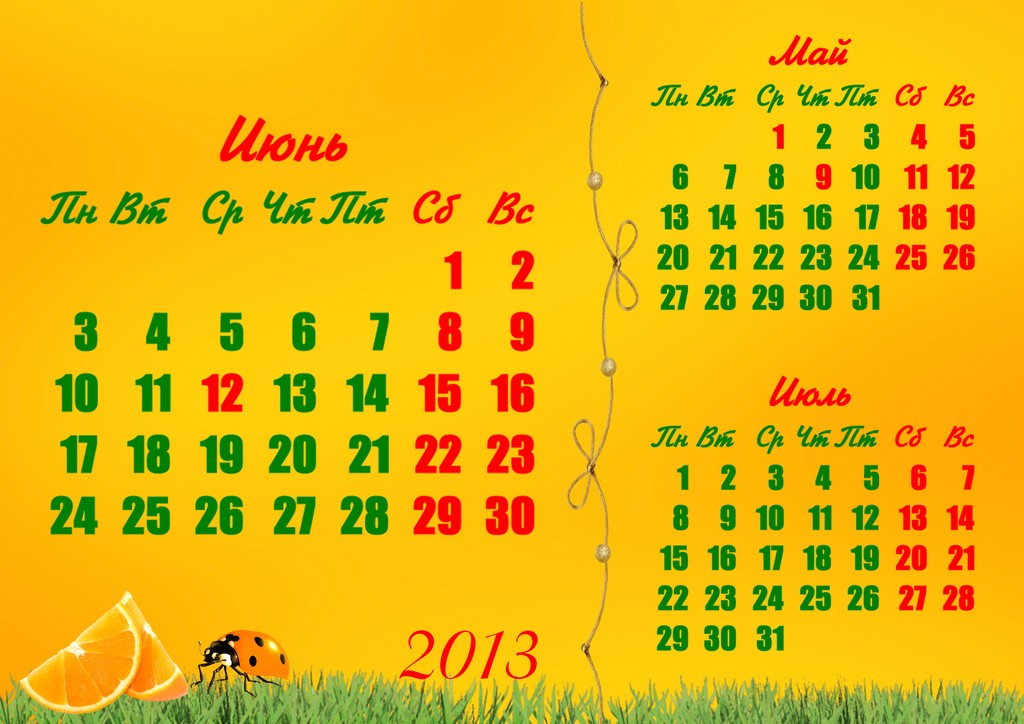 Июнь
Пн Вт Ср Чт Пт Сб Вс
1 2
3 4 5 6 7 8 9
10 11 12 13 14 15 16
17 18 19 20 21 22 23
24 25 26 27 28 29 30
2013
Май
Пн Вт Ср Чт Пт Сб Вс
1 2 3 4 5
6 7 8 9 10 11 12
13 14 15 16 17 18 19
20 21 22 23 24 25 26
27 28 29 30 31
Июль
Пн Вт Ср Чт Пт Сб Вс
1 2 3 4 5 6 7
8 9 10 11 12 13 14
15 16 17 18 19 20 21
22 23 24 25 26 27 28
29 30 31